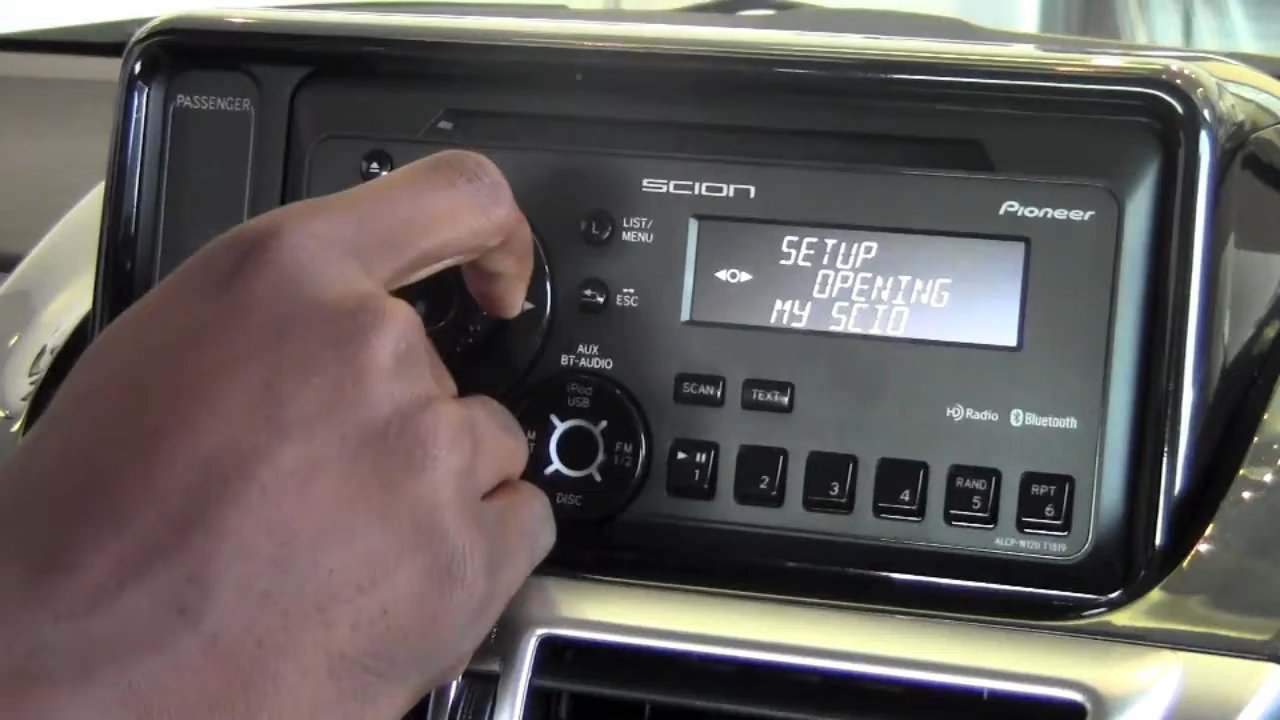 PASSENGER
SCION
Pioneer
LIST/
MENU
L
SETUP
OPENING
MY SCIO
ESC
AUX
BT-AUDIO
iPod
USB
FM
1/2
DISC
SCAN
TEXT
HD Radio
Bluetooth
1
2
3
4
RAND
5
RPT
6